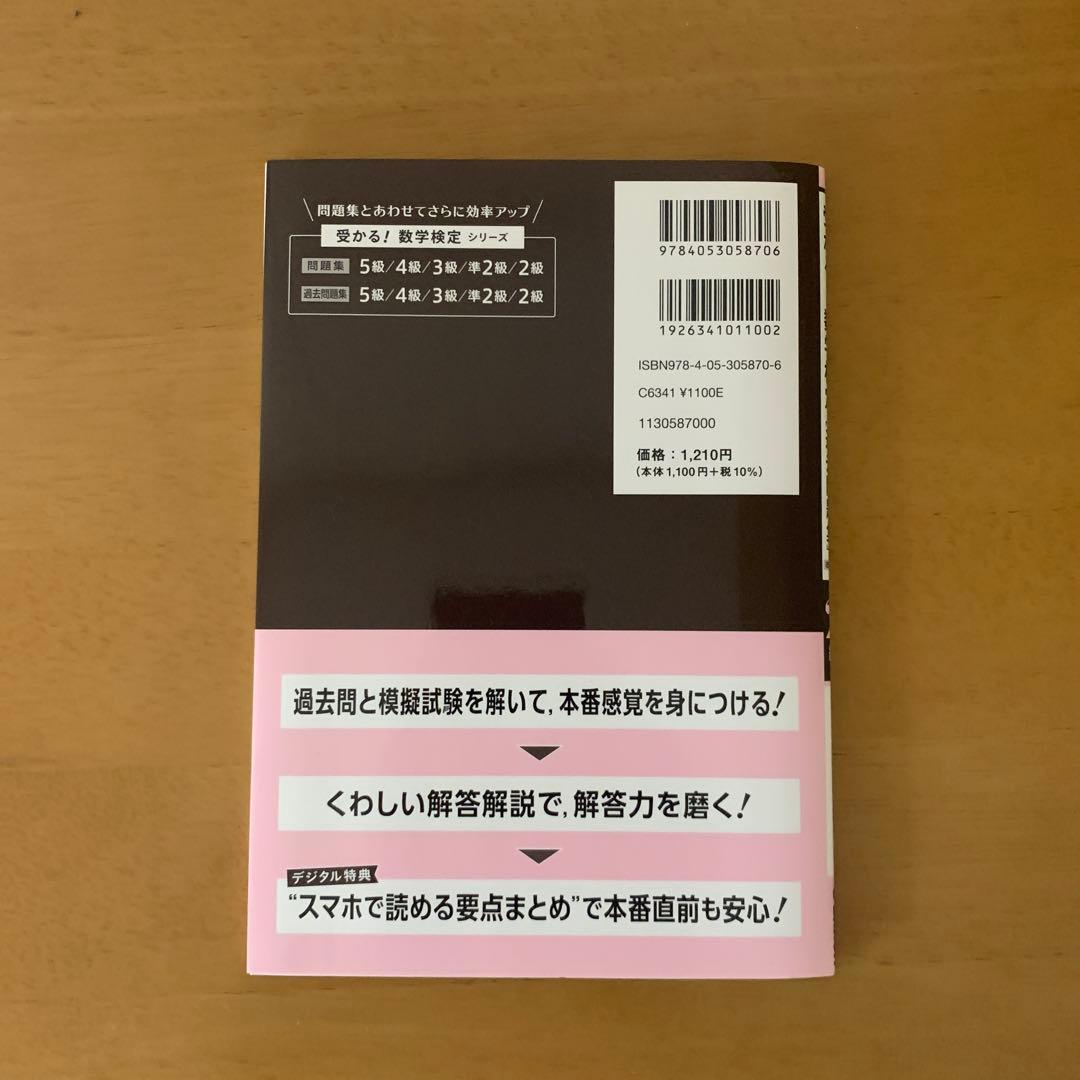 問題集とあわせてさらに効率アップ
受かる! 数学検定 シリーズ
問題集 5級/4級/3級/準2級/2級
過去問題集 5級/4級/3級/準2級/2級
9784053058706
1926341011002
ISBN978-4-05-305870-6
C6341 ¥1100E
1130587000
価格:1,210円
(本体1,100円+税10%)
過去問と模擬試験を解いて,本番感覚を身につける!
くわしい解答解説で,解答力を磨く!
デジタル特典
“スマホで読める要点まとめ”で本番直前も安心!